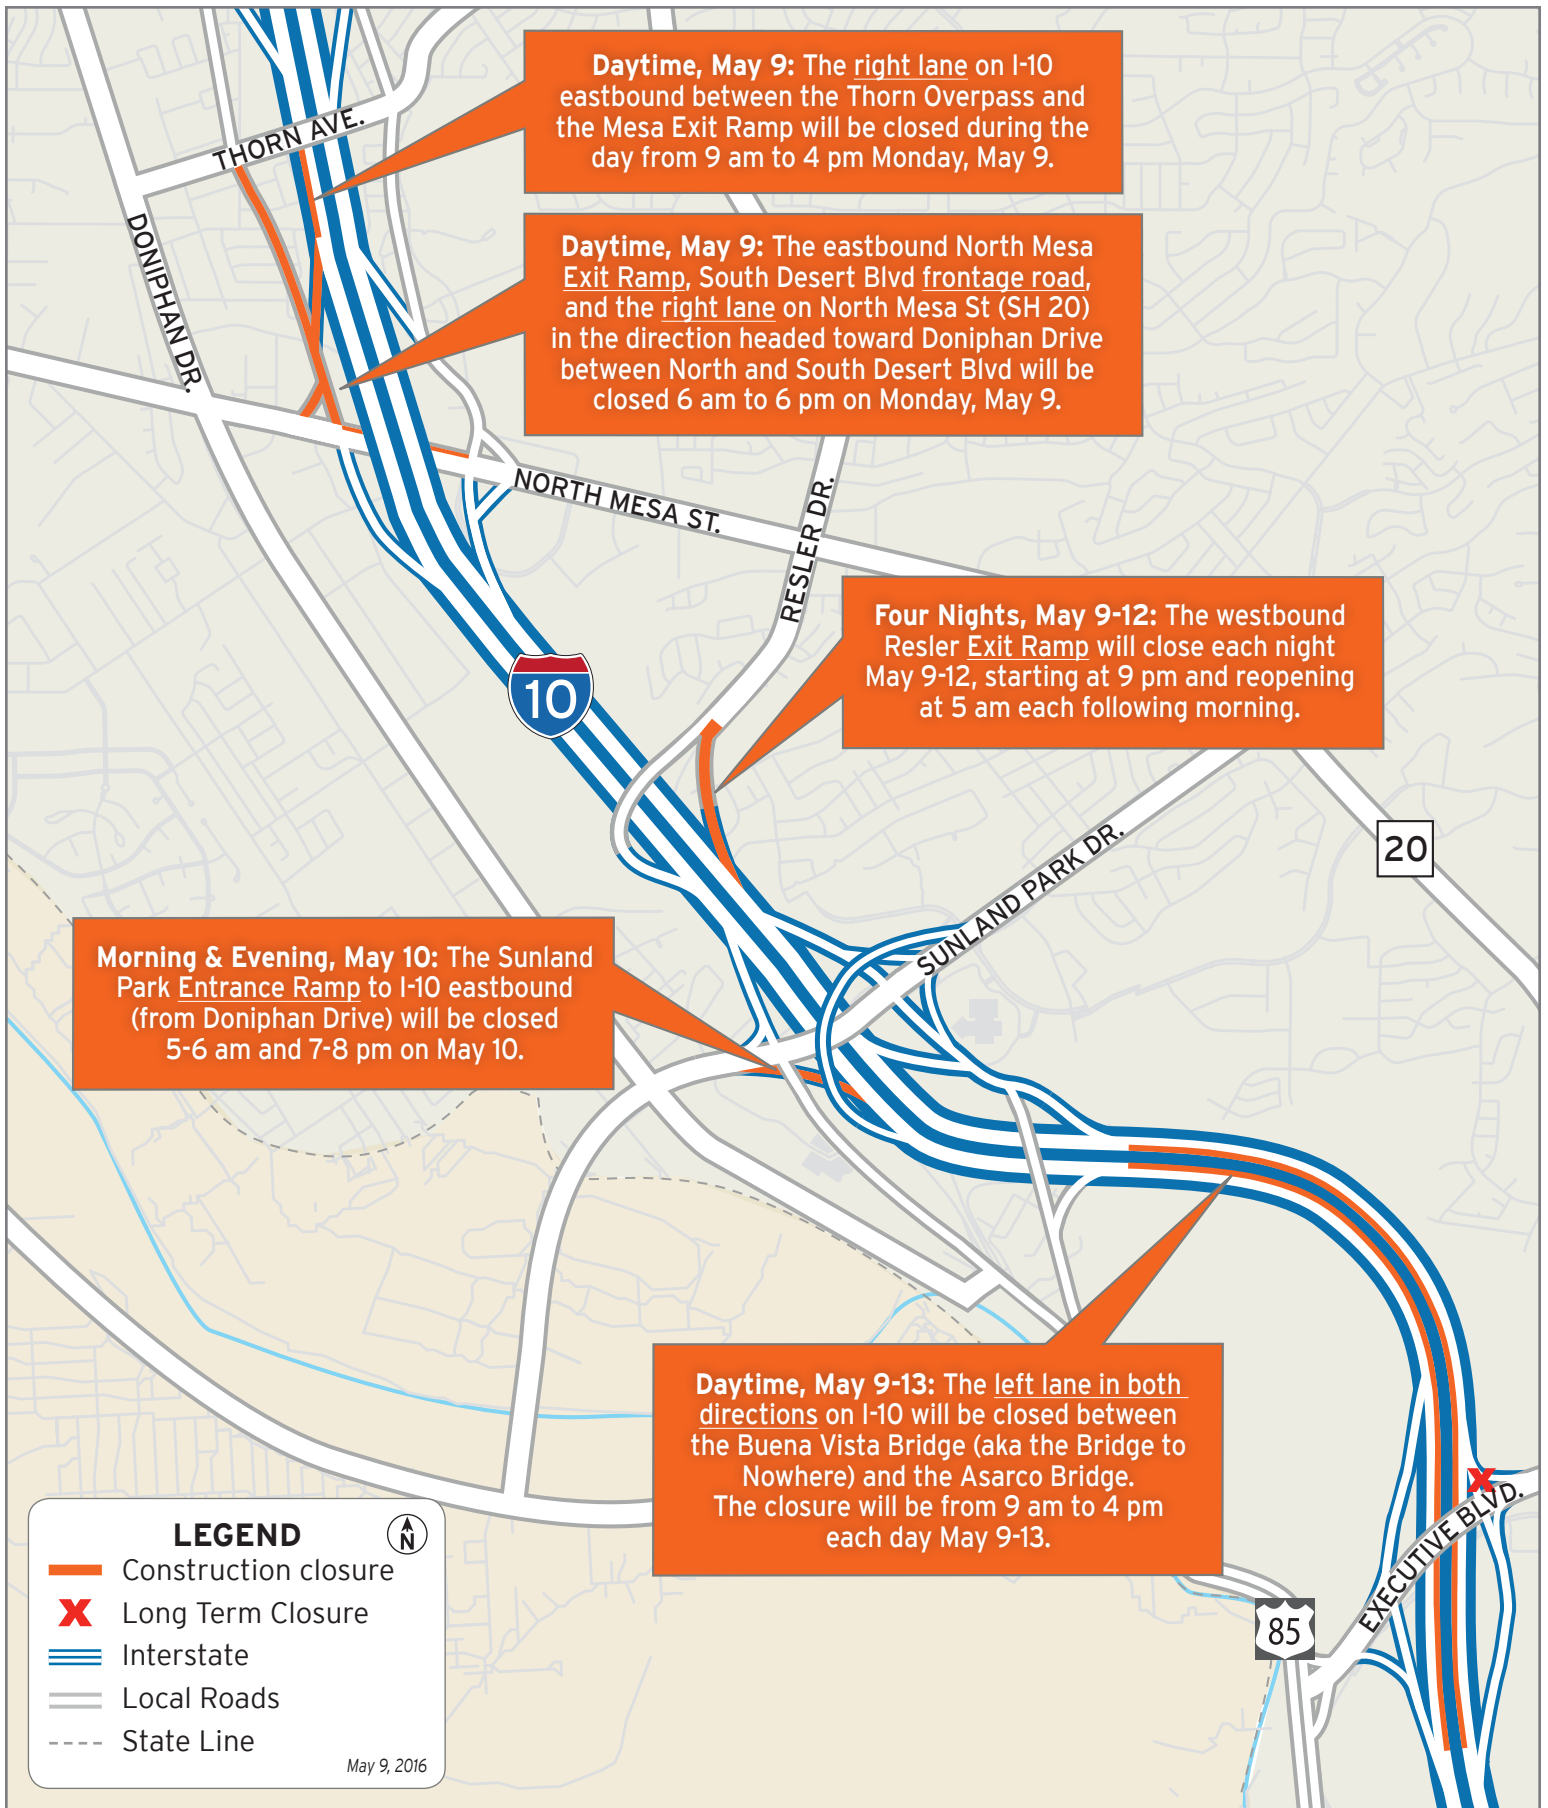 Daytime, May 9: The right lane on I-10
eastbound between the Thorn Overpass and
the Mesa Exit Ramp will be closed during the
day from 9 am to 4 pm Monday, May 9.
THORN AVE.
DONIPHAN DR.
Daytime, May 9: The eastbound North Mesa
Exit Ramp, South Desert Blvd frontage road,
and the right lane on North Mesa St (SH 20)
in the direction headed toward Doniphan Drive
between North and South Desert Blvd will be
closed 6 am to 6 pm on Monday, May 9.
NORTH MESA ST.
RESLER DR.
Four Nights, May 9-12: The westbound
Resler Exit Ramp will close each night
May 9-12, starting at 9 pm and reopening
at 5 am each following morning.
10
20
SUNLAND PARK DR.
Morning & Evening, May 10: The Sunland
Park Entrance Ramp to I-10 eastbound
(from Doniphan Drive) will be closed
5-6 am and 7-8 pm on May 10.
Daytime, May 9-13: The left lane in both
directions on I-10 will be closed between
the Buena Vista Bridge (aka the Bridge to
Nowhere) and the Asarco Bridge.
The closure will be from 9 am to 4 pm
each day May 9-13.
EXECUTIVE BLVD.
85
LEGEND
N
Construction closure
X Long Term Closure
Interstate
Local Roads
State Line
May 9, 2016